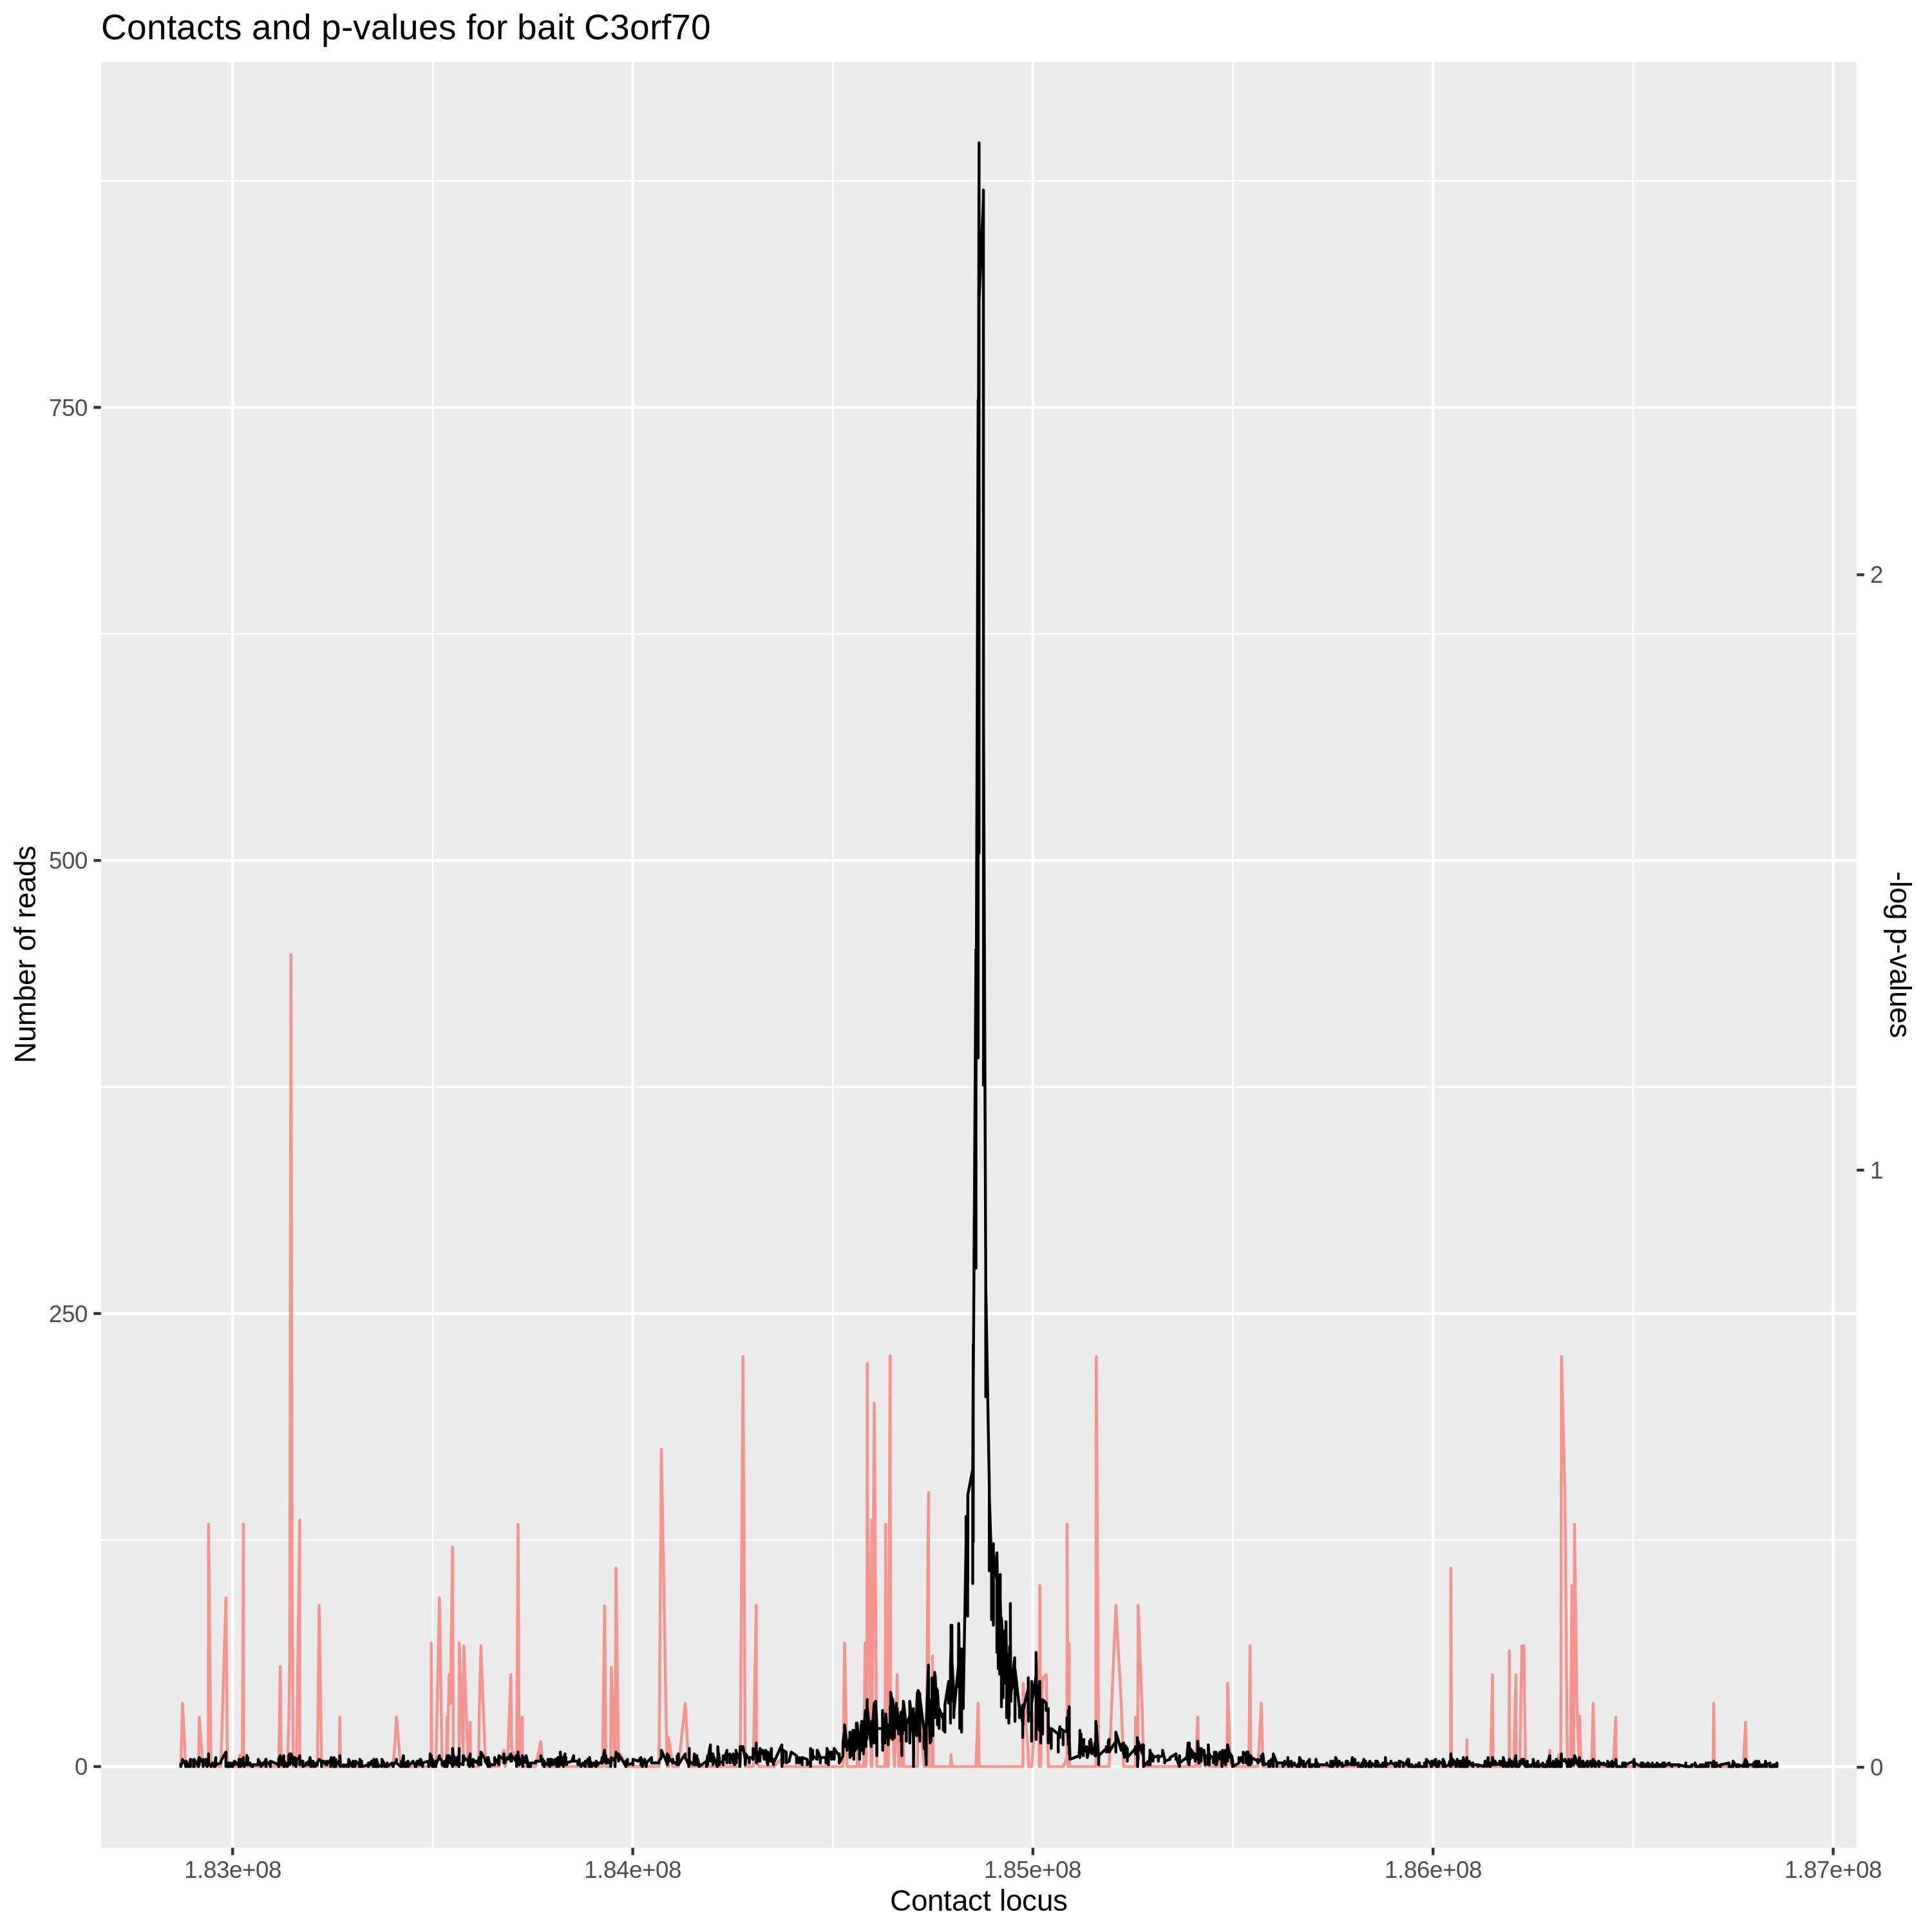 Contacts and p-values for bait C3orf70
Number of reads
750
500
250
0
2
1
0
-log p-values
1.83e+08
1.84e+08
1.85e+08
1.86e+08
1.87e+08
Contact locus